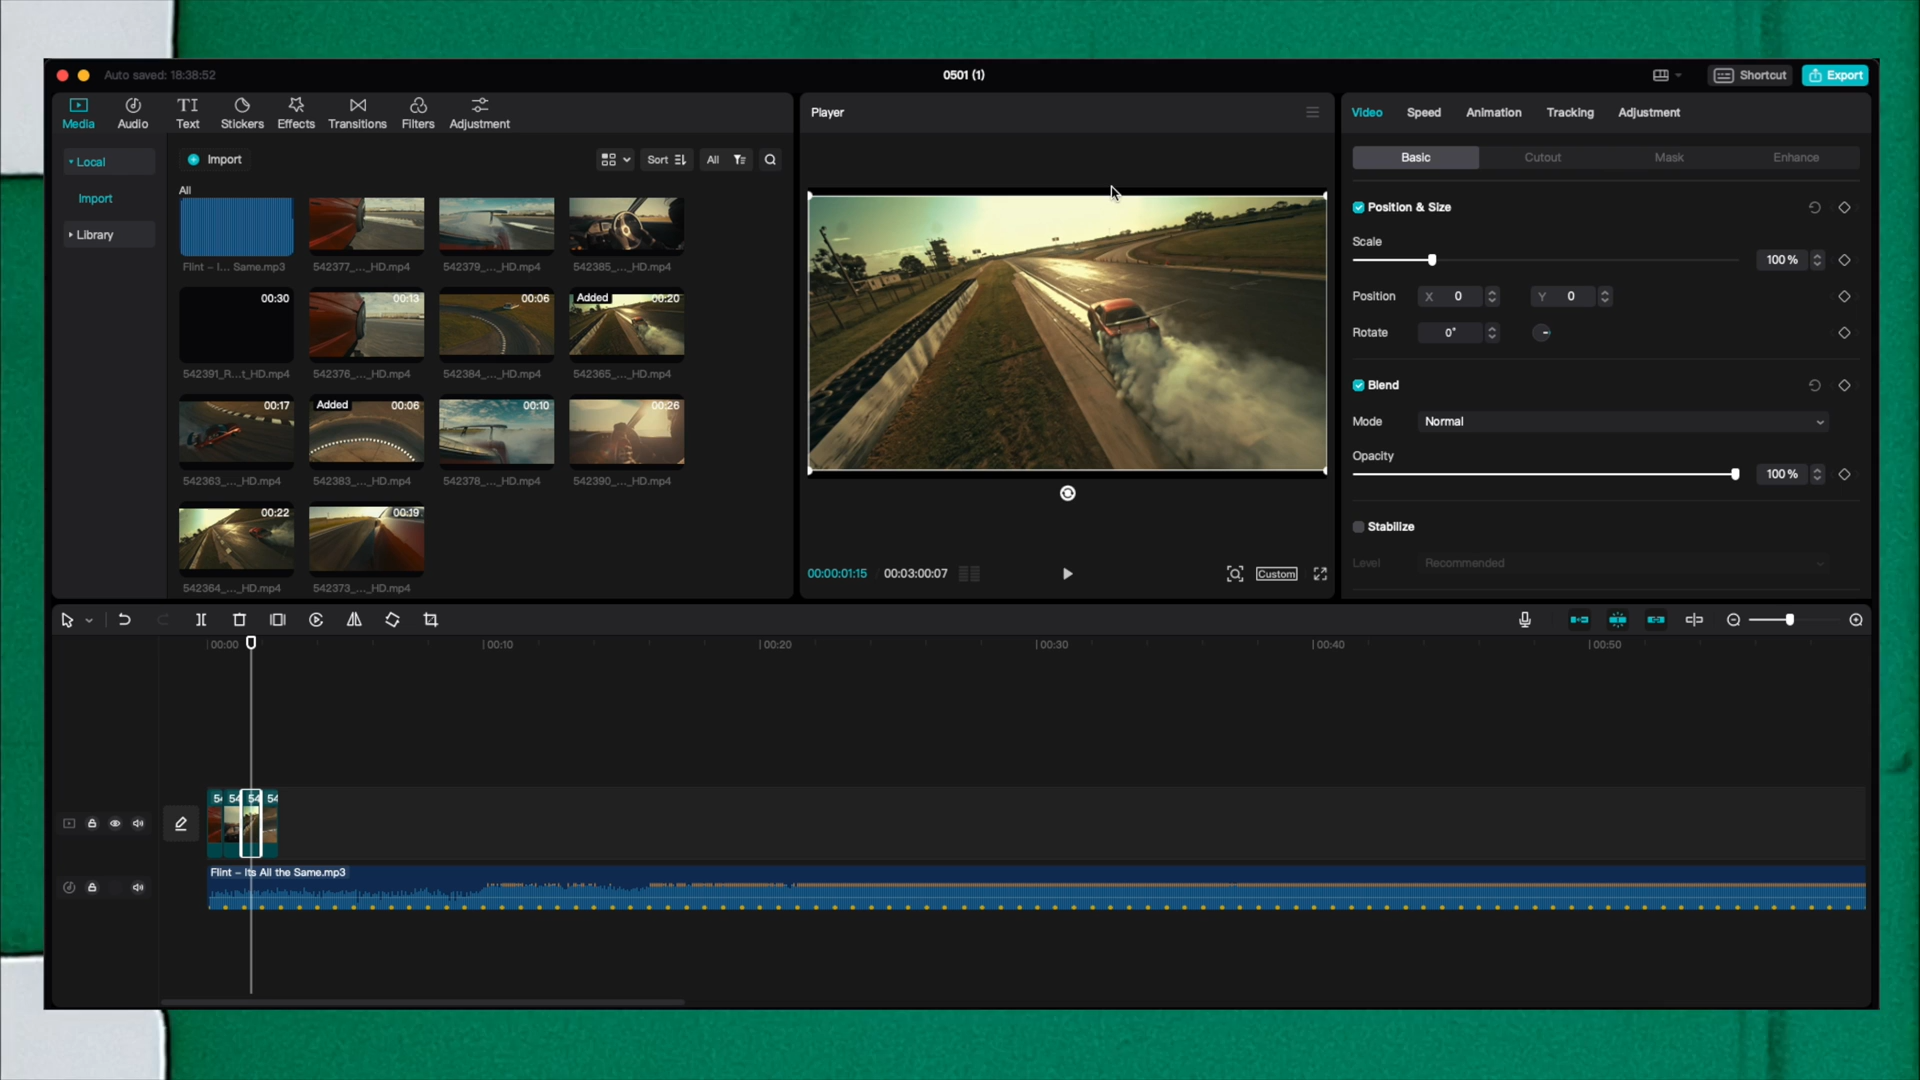 Auto saved: 18:38:52
0501 (1)
Shortcut
Export
Media
Audio
TI
Text
Stickers
Effects
Transitions
Filters
Adjustment
Local
Import
Library
Import
Sort
All
All
Flint – I... Same.mp3
542377_..._HD.mp4
542379_..._HD.mp4
542385_..._HD.mp4
00:30
00:13
00:06
Added
00:20
542391_R...t_HD.mp4
542376_..._HD.mp4
542384_..._HD.mp4
542365_..._HD.mp4
00:17
Added
00:06
00:10
00:26
542363_..._HD.mp4
542383_..._HD.mp4
542378_..._HD.mp4
542390_..._HD.mp4
00:22
00:19
542364_..._HD.mp4
542373_..._HD.mp4
Player
00:00:01:15
00:03:00:07
Custom
Video
Speed
Animation
Tracking
Adjustment
Basic
Cutout
Mask
Enhance
Position & Size
Scale
100%
Position
X 0
Y 0
Rotate
0°
Blend
Mode
Normal
Opacity
100%
Stabilize
Level
Recommended
00:00
00:10
00:20
00:30
00:40
00:50
54
54
54
54
Flint – Its All the Same.mp3